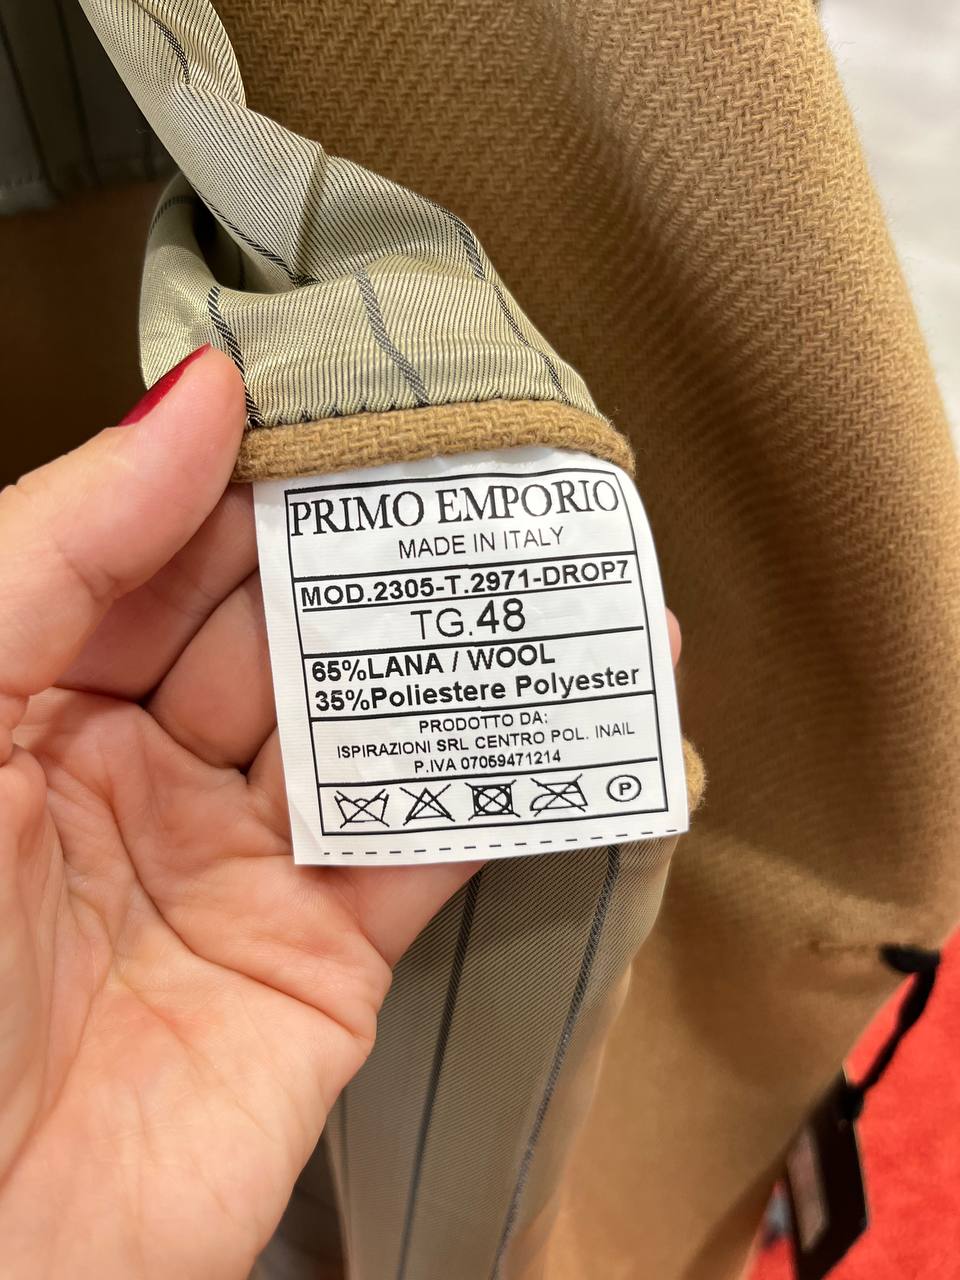 PRIMO EMPORIO
MADE IN ITALY
MOD.2305-T.2971-DROP7
TG.48
65%LANA / WOOL
35%Poliestere Polyester
PRODOTTO DA:
ISPIRAZIONI SRL CENTRO POL. INAIL
P.IVA 07059471214
P